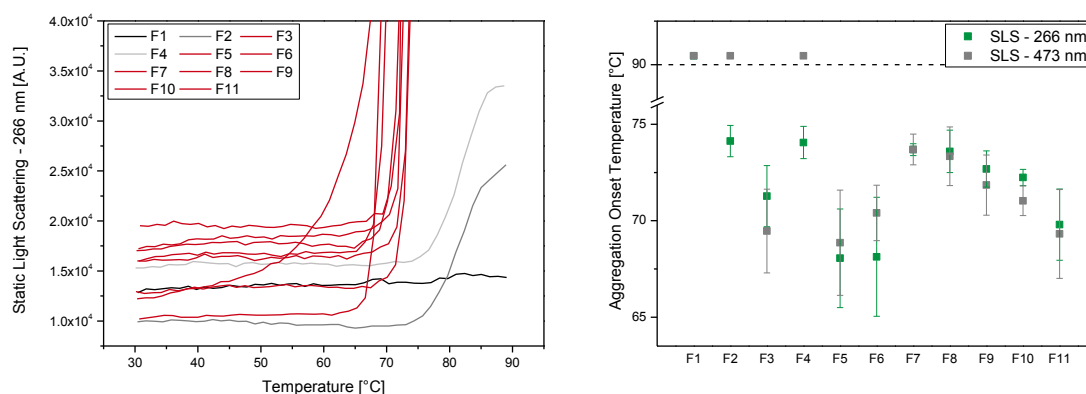 4.0x10⁴
3.5x10⁴
3.0x10⁴
2.5x10⁴
2.0x10⁴
1.5x10⁴
1.0x10⁴
Static Light Scattering - 266 nm [A.U.]
F1 F2 F3
F4 F5 F6
F7 F8 F9
F10 F11
30 40 50 60 70 80 90
Temperature [°C]
Aggregation Onset Temperature [°C]
90
75
70
65
SLS - 266 nm
SLS - 473 nm
F1 F2 F3 F4 F5 F6 F7 F8 F9 F10 F11